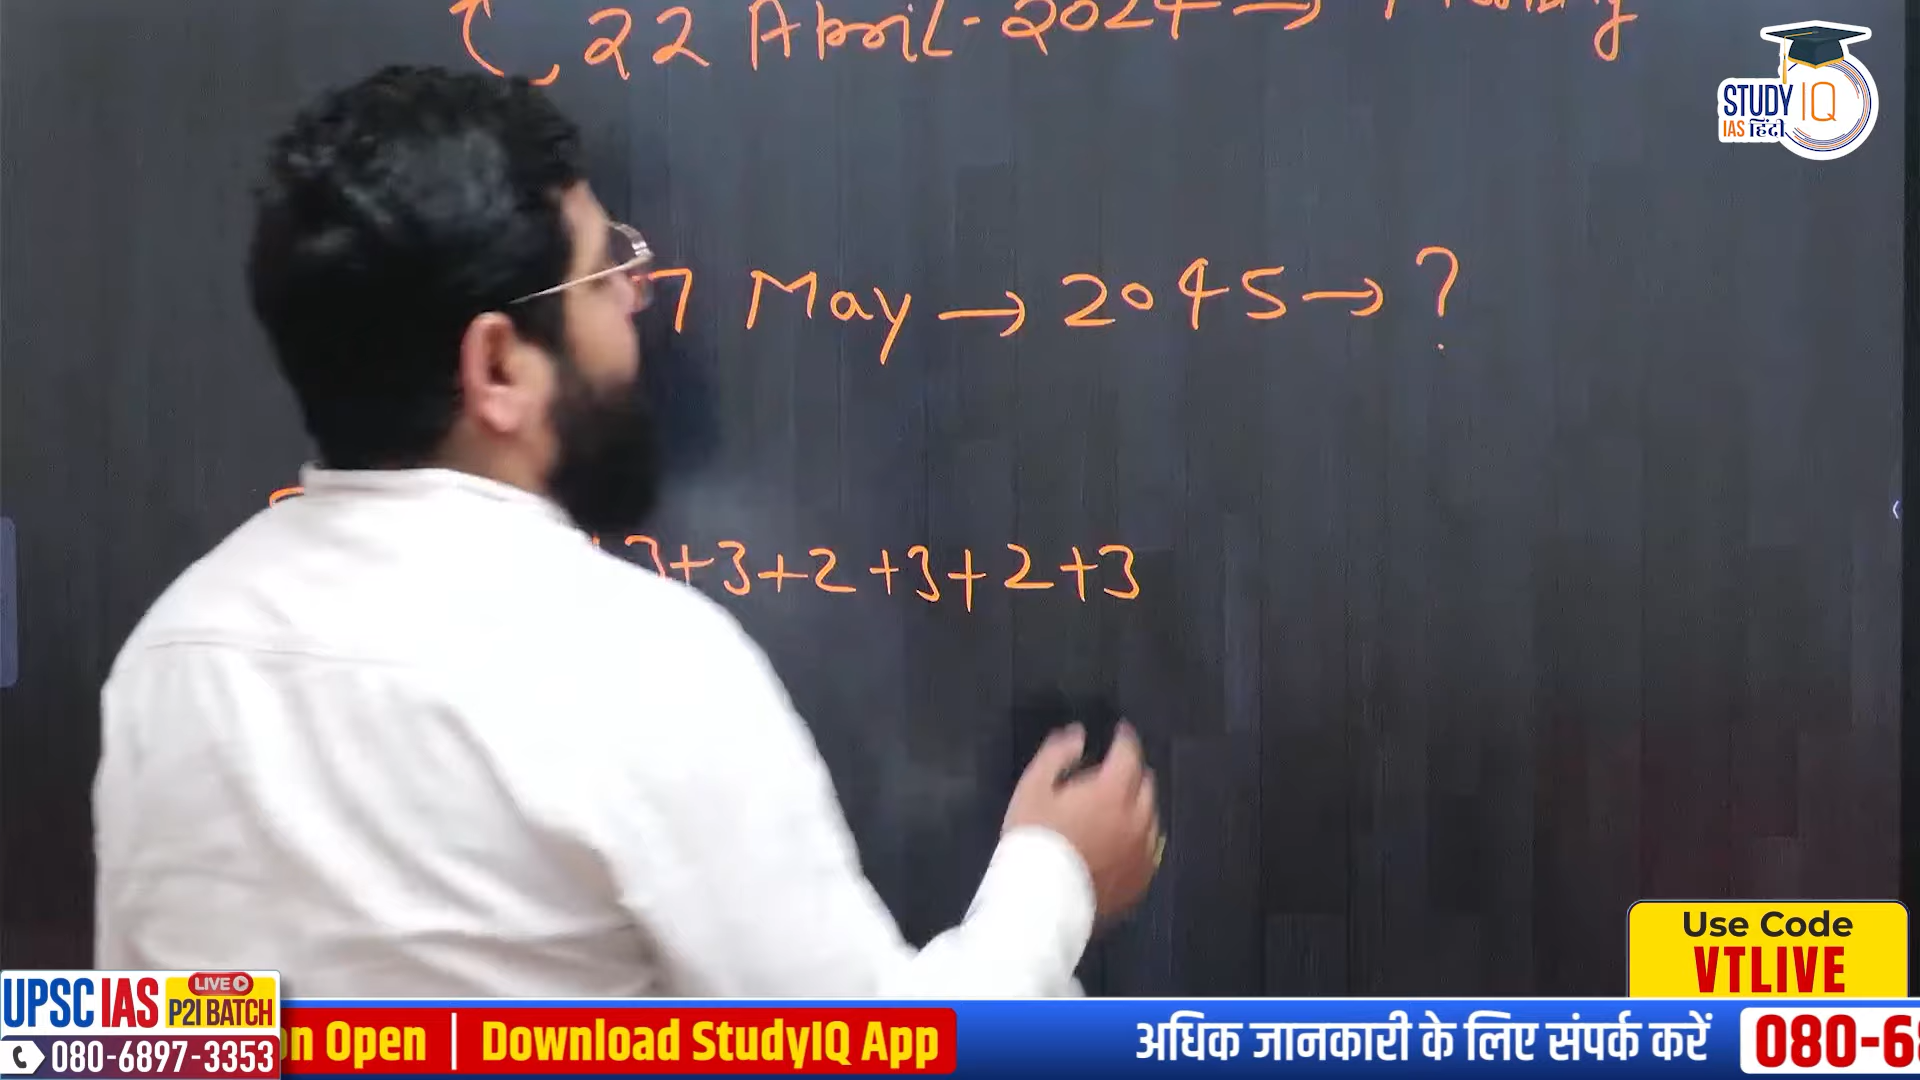 22 April-2024 →
7 May → 2045 → ?
+3+3+2+3+2+3
STUDY IQ
IAS हिंदी
Use Code
VTLIVE
UPSC IAS LIVE P2I BATCH
080-6897-3353
n Open | Download StudyIQ App
अधिक जानकारी के लिए संपर्क करें
080-6